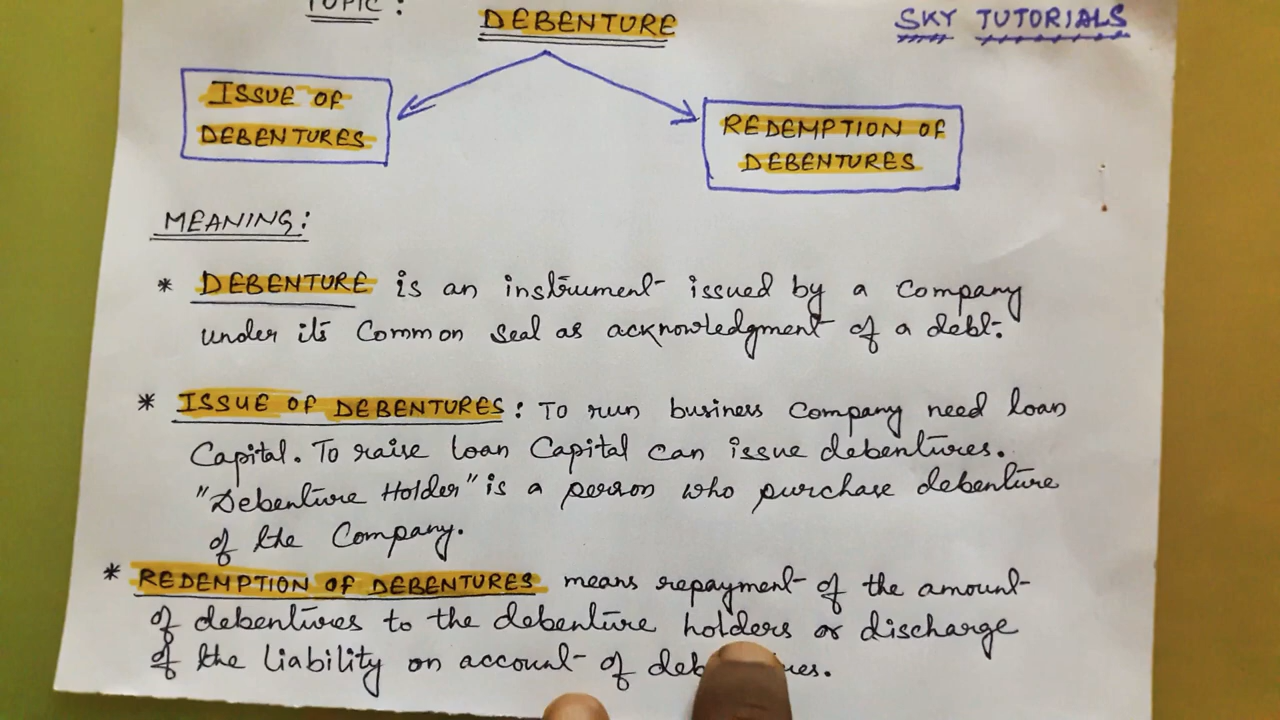 TOPIC :
DEBENTURE
SKY TUTORIALS
ISSUE OF
DEBENTURES
REDEMPTION OF
DEBENTURES
MEANING:
* DEBENTURE is an instrument issued by a Company
under its Common Seal as acknowledgment of a debt.
* ISSUE OF DEBENTURES: To run business Company need loan
Capital. To raise loan Capital can issue debentures.
"Debenture Holder" is a person who purchase debenture
of the Company.
* REDEMPTION OF DEBENTURES means repayment of the amount
of debentures to the debenture holders or discharge
of the liability on account of